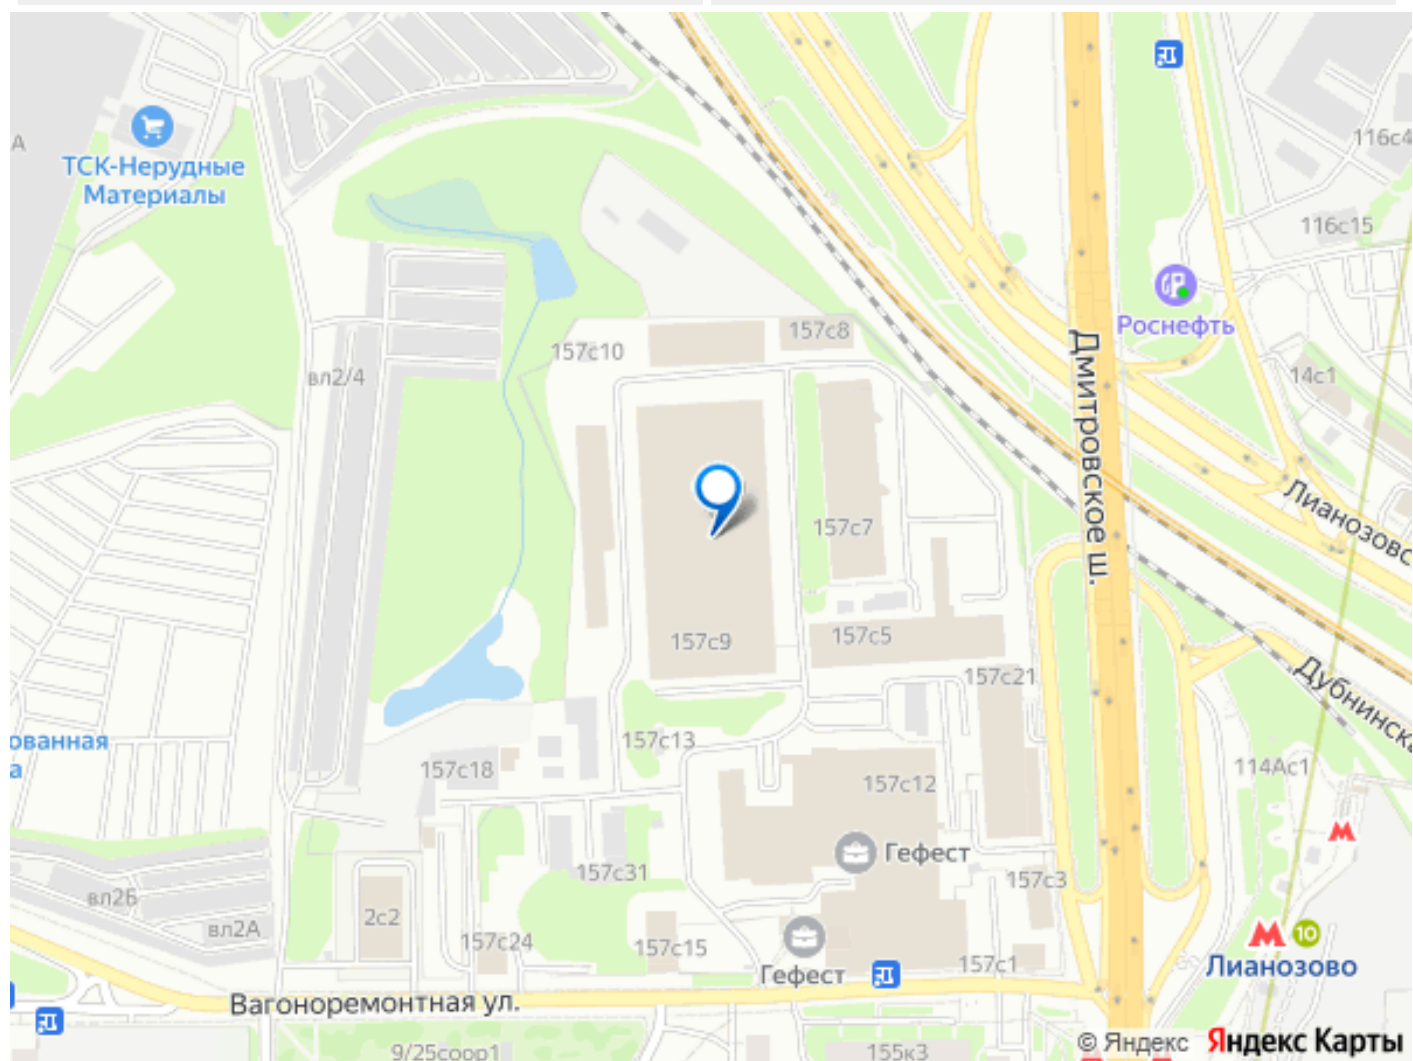 А
ТСК-Нерудные
Материалы
116с4
116с15
Роснефть
157с8
157с10
Дмитровское ш.
вл2/4
14с1
Лианозовс
157с7
157с5
157с9
157с21
Дубнинска
ованная
а
157с13
157с18
114Ас1
157с12
Гефест
157с31
157с3
вл2Б
вл2А
2с2
157с24
157с15
10
Гефест
157с1
Лианозово
Вагоноремонтная ул.
9/25соор1
155к3
© Яндекс Яндекс Карты